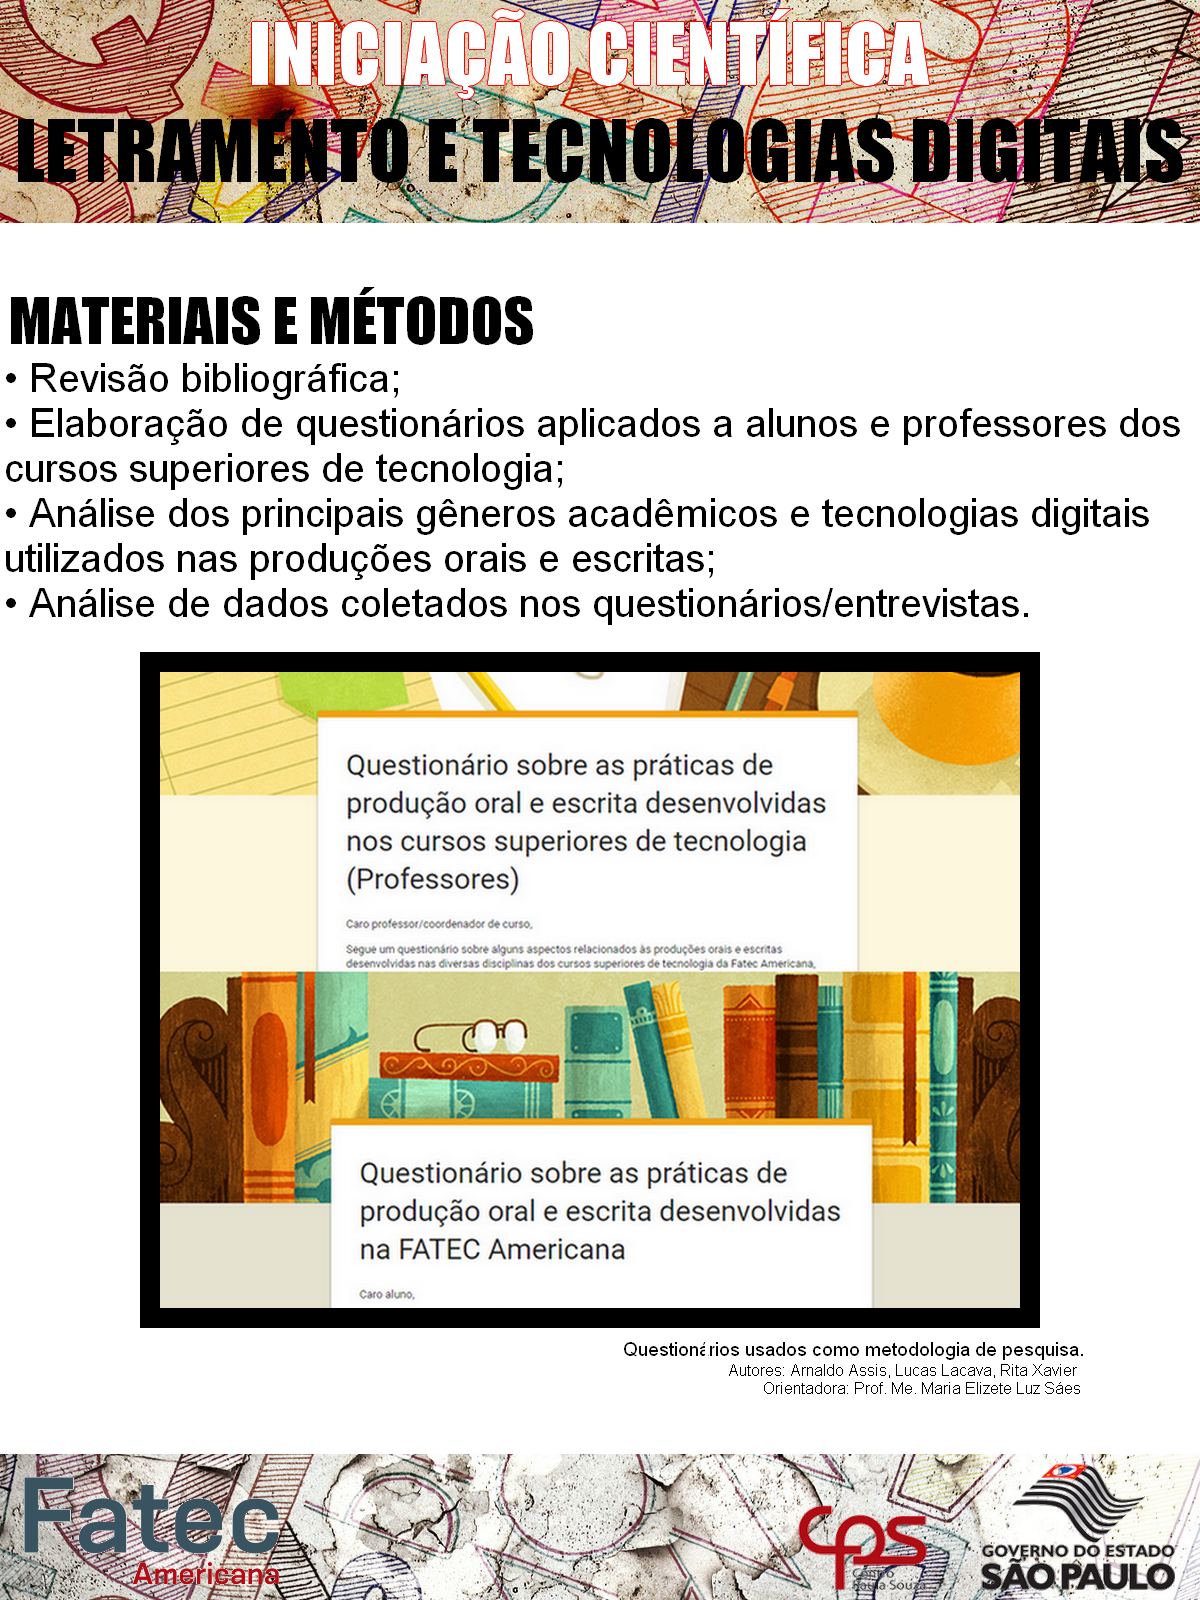 INICIAÇÃO CIENTÍFICA
LETRAMENTO E TECNOLOGIAS DIGITAIS
MATERIAIS E MÉTODOS
• Revisão bibliográfica;
• Elaboração de questionários aplicados a alunos e professores dos
cursos superiores de tecnologia;
• Análise dos principais gêneros acadêmicos e tecnologias digitais
utilizados nas produções orais e escritas;
• Análise de dados coletados nos questionários/entrevistas.
Questionário sobre as práticas de
produção oral e escrita desenvolvidas
nos cursos superiores de tecnologia
(Professores)
Caro professor/coordenador de curso,
Segue um questionário sobre alguns aspectos relacionados às produções orais e escritas
desenvolvidas nas diversas disciplinas dos cursos superiores de tecnologia da Fatec Americana,
Questionário sobre as práticas de
produção oral e escrita desenvolvidas
na FATEC Americana
Caro aluno,
Questionários usados como metodologia de pesquisa.
Autores: Arnaldo Assis, Lucas Lacava, Rita Xavier
Orientadora: Prof. Me. Maria Elizete Luz Sáes
Fatec
Americana
cps
Centro
Paula Souza
GOVERNO DO ESTADO
SÃO PAULO